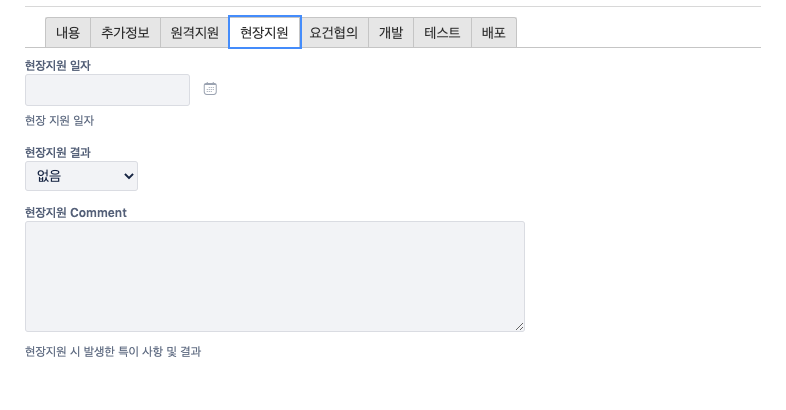 내용 추가정보 원격지원 현장지원 요건협의 개발 테스트 배포
현장지원 일자
현장 지원 일자
현장지원 결과
없음
현장지원 Comment
현장지원 시 발생한 특이 사항 및 결과